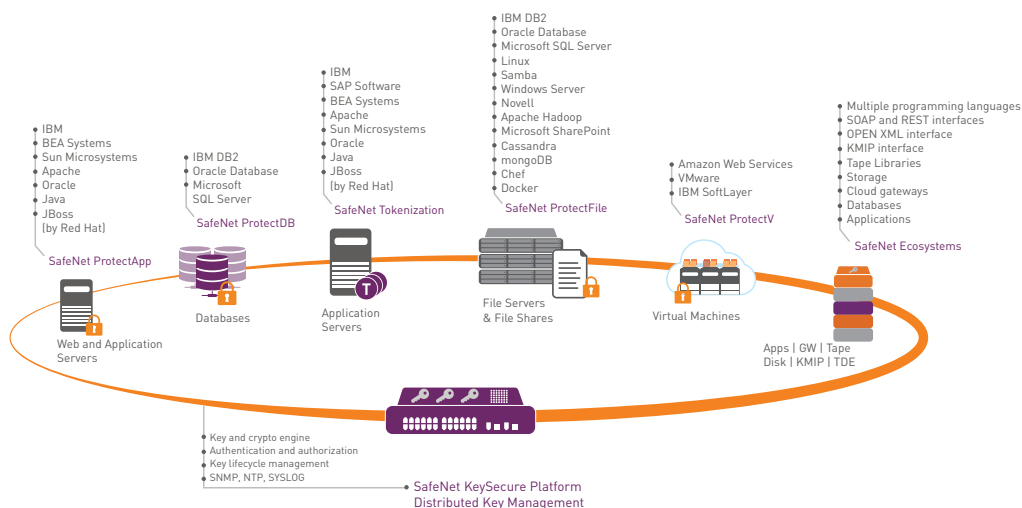 IBM
BEA Systems
Sun Microsystems
Apache
Oracle
Java
JBoss
(by Red Hat)
SafeNet ProtectApp
Web and Application
Servers
IBM DB2
Oracle Database
Microsoft
SQL Server
SafeNet ProtectDB
Databases
IBM
SAP Software
BEA Systems
Apache
Sun Microsystems
Oracle
Java
JBoss
(by Red Hat)
SafeNet Tokenization
T
Application
Servers
IBM DB2
Oracle Database
Microsoft SQL Server
Linux
Samba
Windows Server
Novell
Apache Hadoop
Microsoft SharePoint
Cassandra
mongoDB
Chef
Docker
SafeNet ProtectFile
File Servers
& File Shares
Amazon Web Services
VMware
IBM SoftLayer
SafeNet ProtectV
Virtual Machines
Multiple programming languages
SOAP and REST interfaces
OPEN XML interface
KMIP interface
Tape Libraries
Storage
Cloud gateways
Databases
Applications
SafeNet Ecosystems
Apps | GW | Tape
Disk | KMIP | TDE
Key and crypto engine
Authentication and authorization
Key lifecycle management
SNMP, NTP, SYSLOG
SafeNet KeySecure Platform
Distributed Key Management